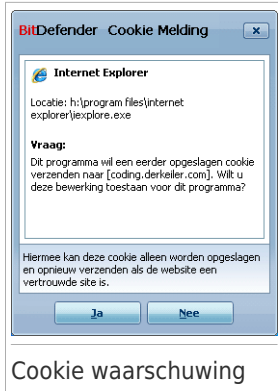 BitDefender Cookie Melding
Internet Explorer
Locatie: h:\program files\internet
explorer\iexplore.exe
Vraag:
Dit programma wil een eerder opgeslagen cookie
verzenden naar [coding.derkeiler.com]. Wilt u
deze bewerking toestaan voor dit programma?
Hiermee kan deze cookie alleen worden opgeslagen
en opnieuw verzenden als de website een
vertrouwde site is.
Ja Nee
Cookie waarschuwing